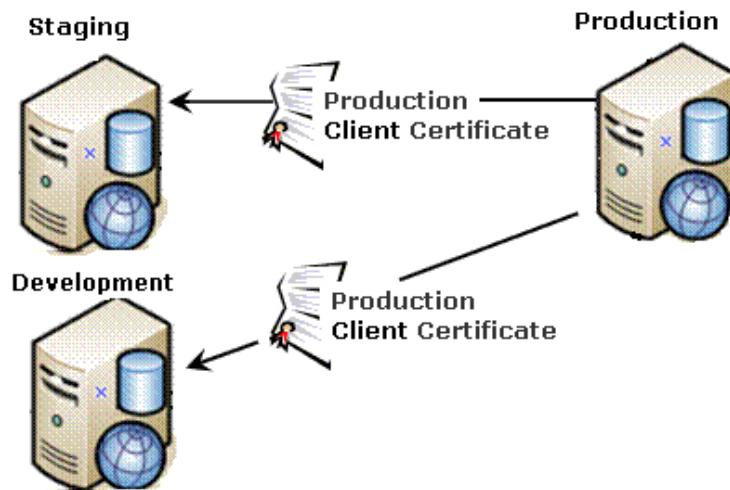 Staging
Production
Production
Client Certificate
Development
Production
Client Certificate